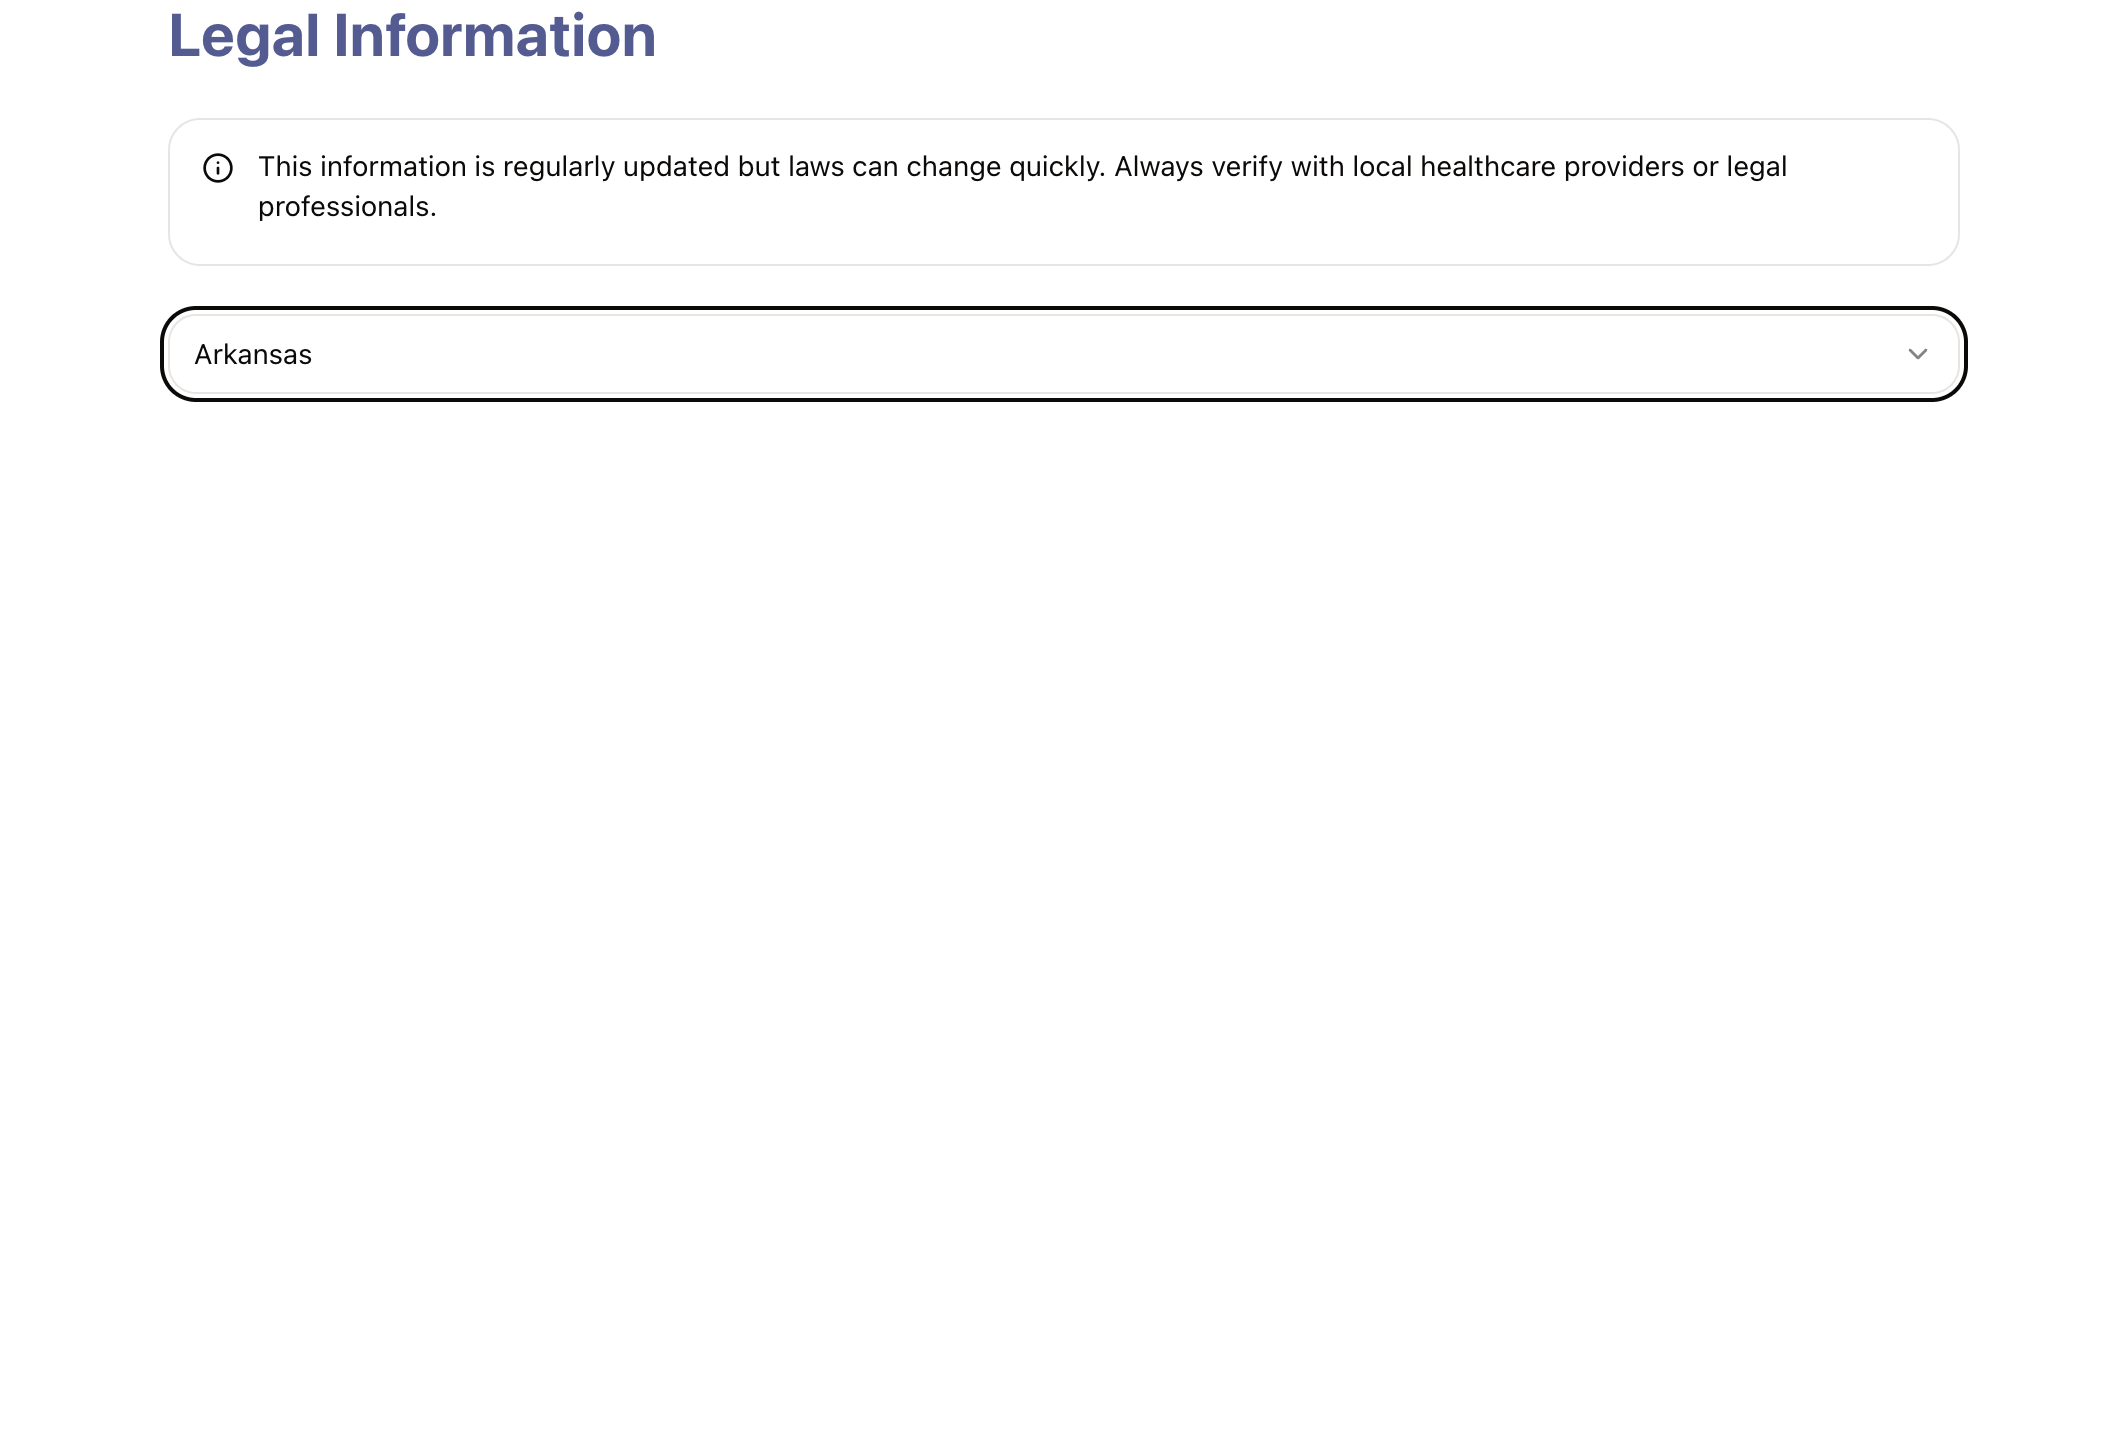 Legal Information
This information is regularly updated but laws can change quickly. Always verify with local healthcare providers or legal
professionals.
Arkansas